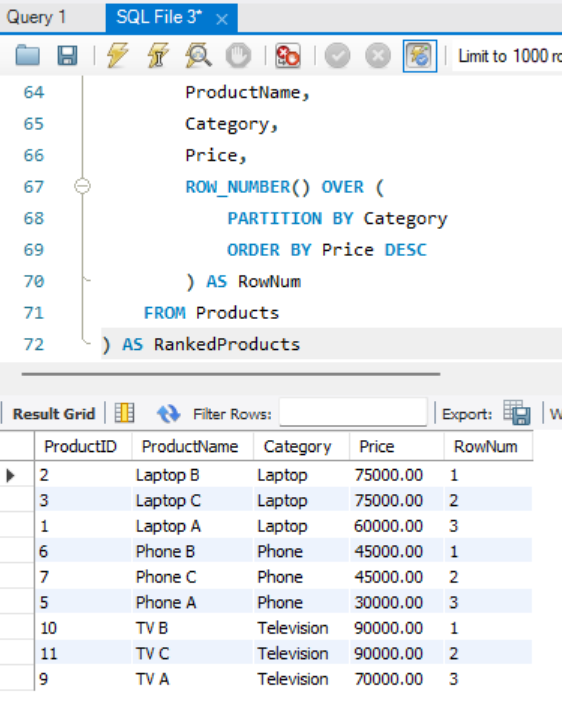 Query 1 SQL File 3* ×
Limit to 1000 ro
64 ProductName,
65 Category,
66 Price,
67 ROW_NUMBER() OVER (
68 PARTITION BY Category
69 ORDER BY Price DESC
70 ) AS RowNum
71 FROM Products
72 ) AS RankedProducts
Result Grid Filter Rows: Export: W
ProductID ProductName Category Price RowNum
2 Laptop B Laptop 75000.00 1
3 Laptop C Laptop 75000.00 2
1 Laptop A Laptop 60000.00 3
6 Phone B Phone 45000.00 1
7 Phone C Phone 45000.00 2
5 Phone A Phone 30000.00 3
10 TV B Television 90000.00 1
11 TV C Television 90000.00 2
9 TV A Television 70000.00 3